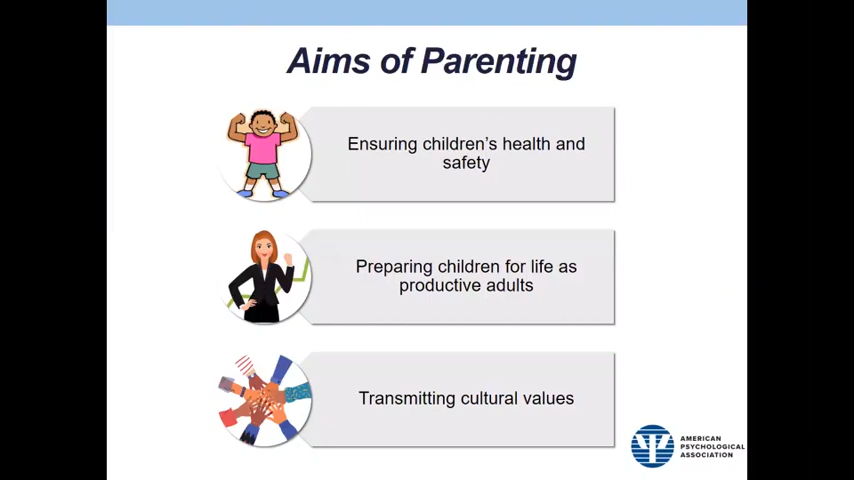 Aims of Parenting
Ensuring children's health and
safety
Preparing children for life as
productive adults
Transmitting cultural values
AMERICAN
PSYCHOLOGICAL
ASSOCIATION